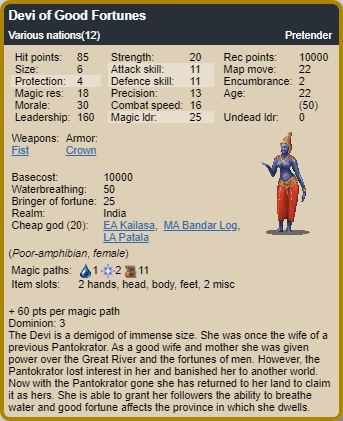 Devi of Good Fortunes
Various nations(12) Pretender
Hit points: 85 Strength: 20 Rec points: 10000
Size: 6 Attack skill: 11 Map move: 22
Protection: 4 Defence skill: 11 Encumbrance: 2
Magic res: 18 Precision: 13 Age: 22
Morale: 30 Combat speed: 16 (50)
Leadership: 160 Magic ldr: 25 Undead ldr: 0
Weapons: Armor:
Fist Crown
Basecost: 10000
Waterbreathing: 50
Bringer of fortune: 25
Realm: India
Cheap god (20): EA Kailasa, MA Bandar Log,
LA Patala
(Poor-amphibian, female)
Magic paths: 1 2 11
Item slots: 2 hands, head, body, feet, 2 misc
+ 60 pts per magic path
Dominion: 3
The Devi is a demigod of immense size. She was once the wife of a
previous Pantokrator. As a good wife and mother she was given
power over the Great River and the fortunes of men. However, the
Pantokrator lost interest in her and banished her to another world.
Now with the Pantokrator gone she has returned to her land to claim
it as hers. She is able to grant her followers the ability to breathe
water and good fortune affects the province in which she dwells.